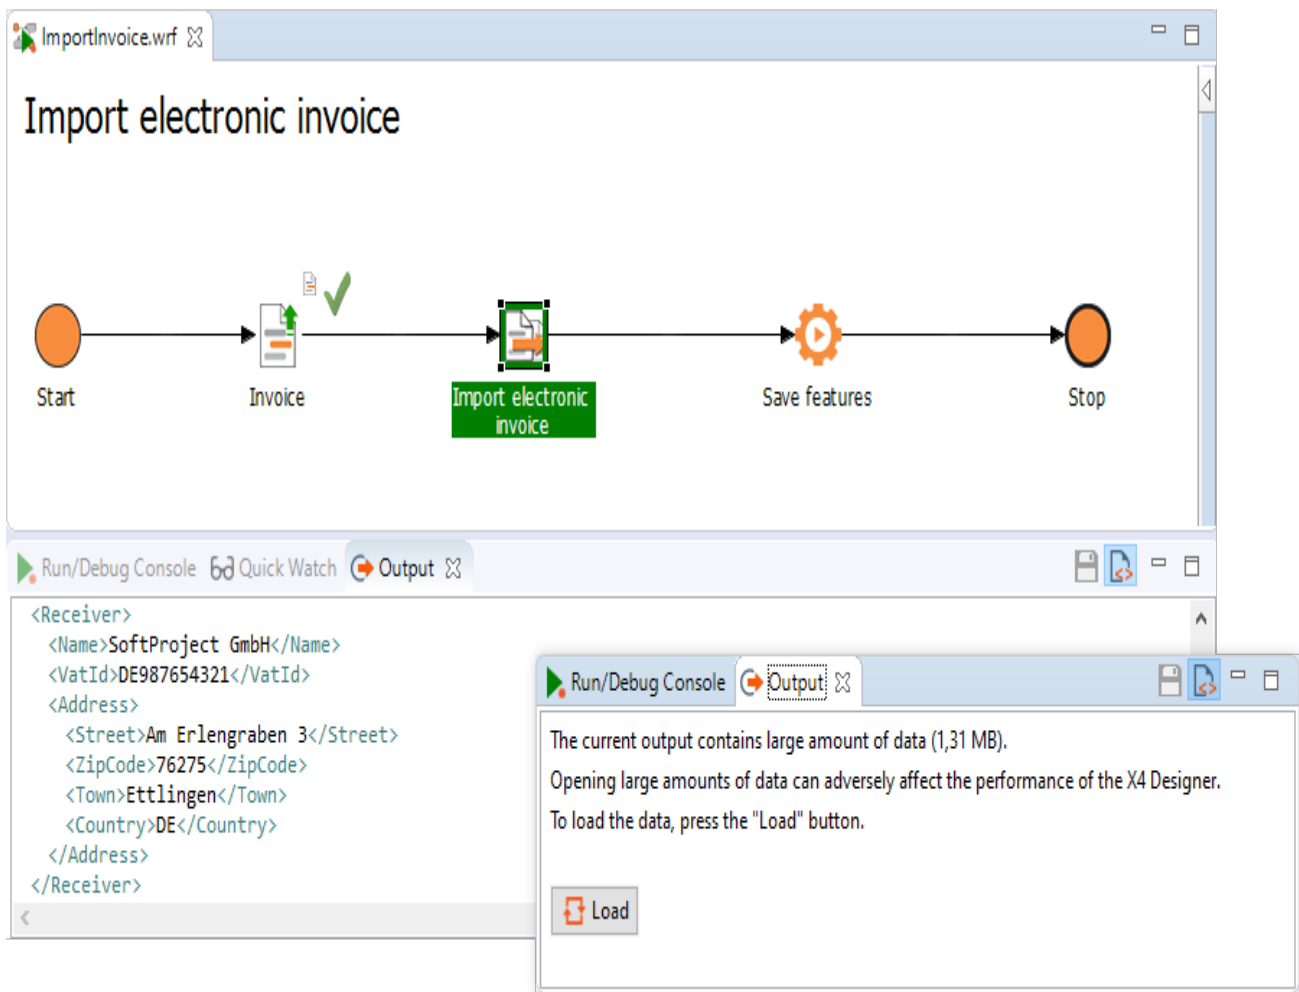 ImportInvoice.wrf
Import electronic invoice
Start
Invoice
Import electronic
invoice
Save features
Stop
Run/Debug Console Quick Watch Output
<Receiver>
<Name>SoftProject GmbH</Name>
<VatId>DE987654321</VatId>
<Address>
<Street>Am Erlengraben 3</Street>
<ZipCode>76275</ZipCode>
<Town>Ettlingen</Town>
<Country>DE</Country>
</Address>
</Receiver>
Run/Debug Console Output
The current output contains large amount of data (1,31 MB).
Opening large amounts of data can adversely affect the performance of the X4 Designer.
To load the data, press the "Load" button.
Load